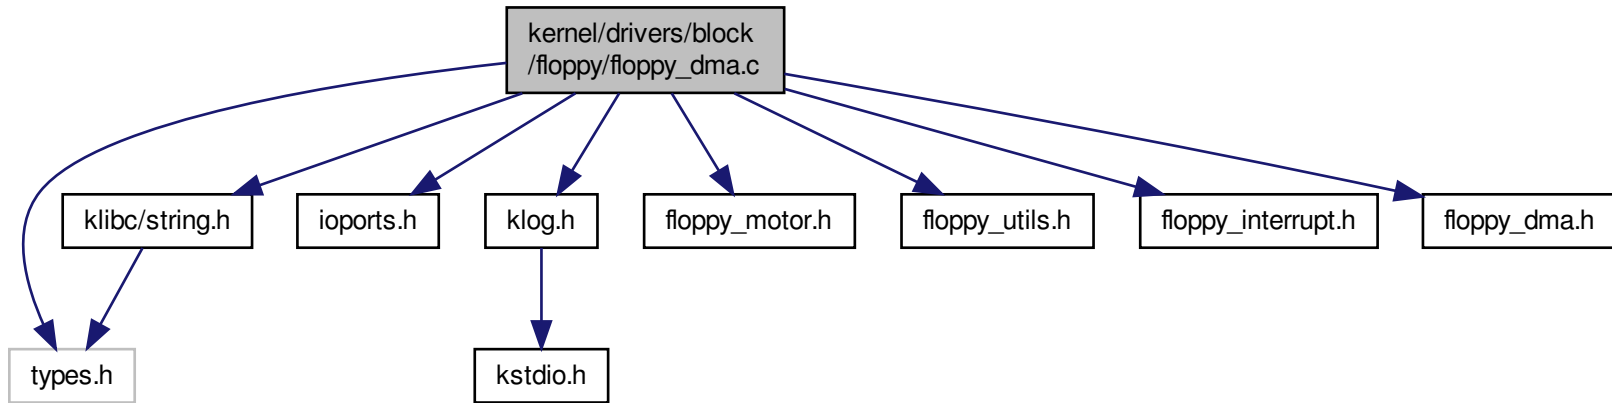 kernel/drivers/block
/floppy/floppy_dma.c
klibc/string.h
ioports.h
klog.h
floppy_motor.h
floppy_utils.h
floppy_interrupt.h
floppy_dma.h
types.h
kstdio.h